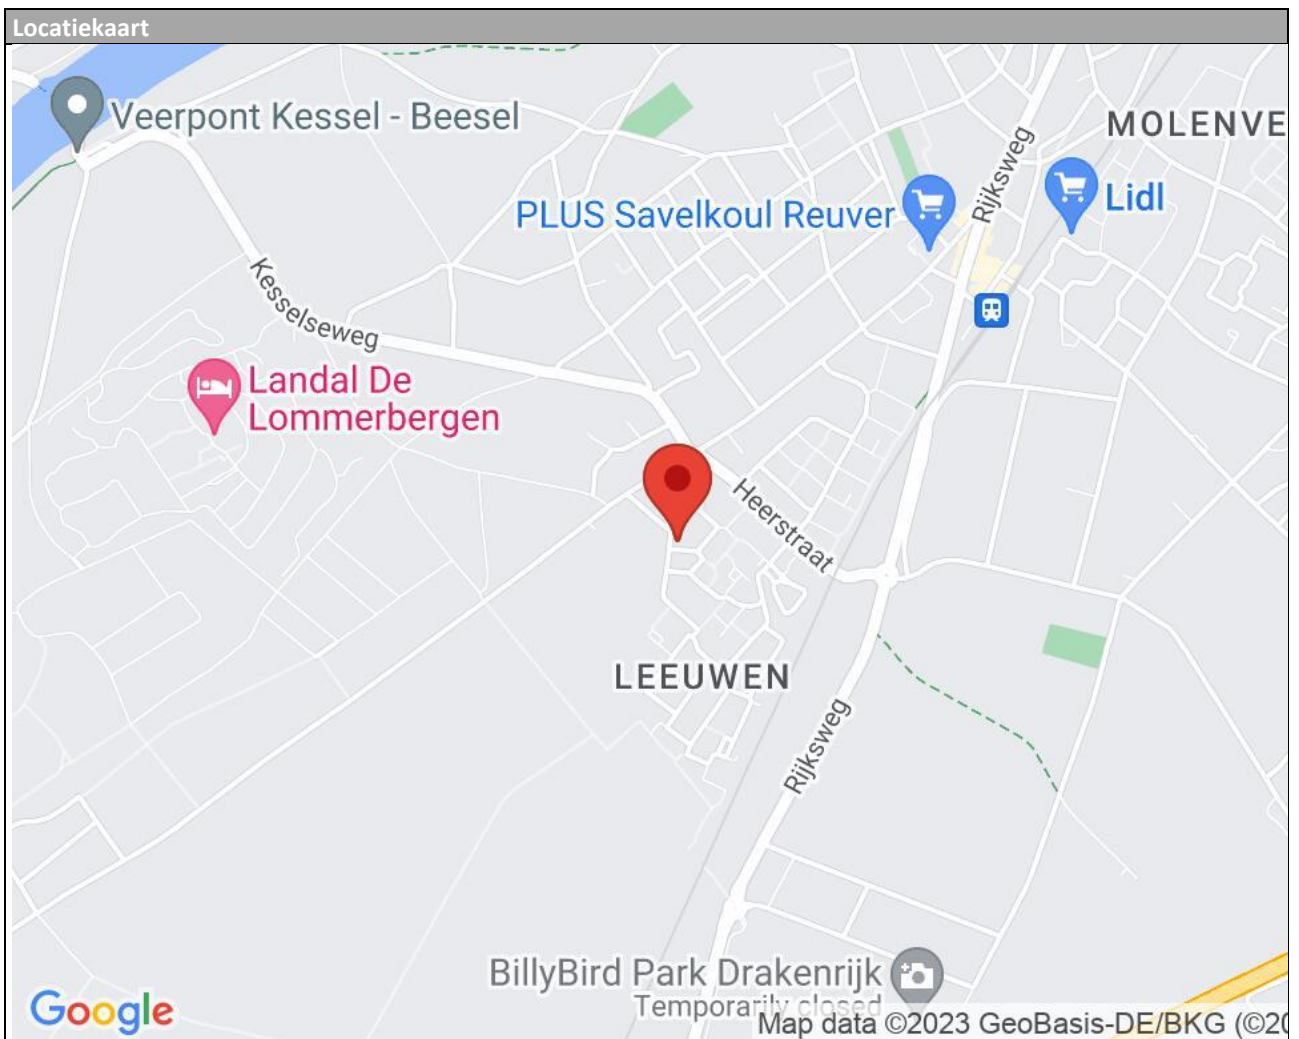 Locatiekaart
Veerpont Kessel - Beesel
MOLENVE
Rijksweg
Lidl
PLUS Savelkoul Reuver
Kesselseweg
Landal De
Lommerbergen
Heerstraat
LEEUWEN
Rijksweg
BillyBird Park Drakenrijk
Temporarily closed
Google
Map data ©2023 GeoBasis-DE/BKG (©20